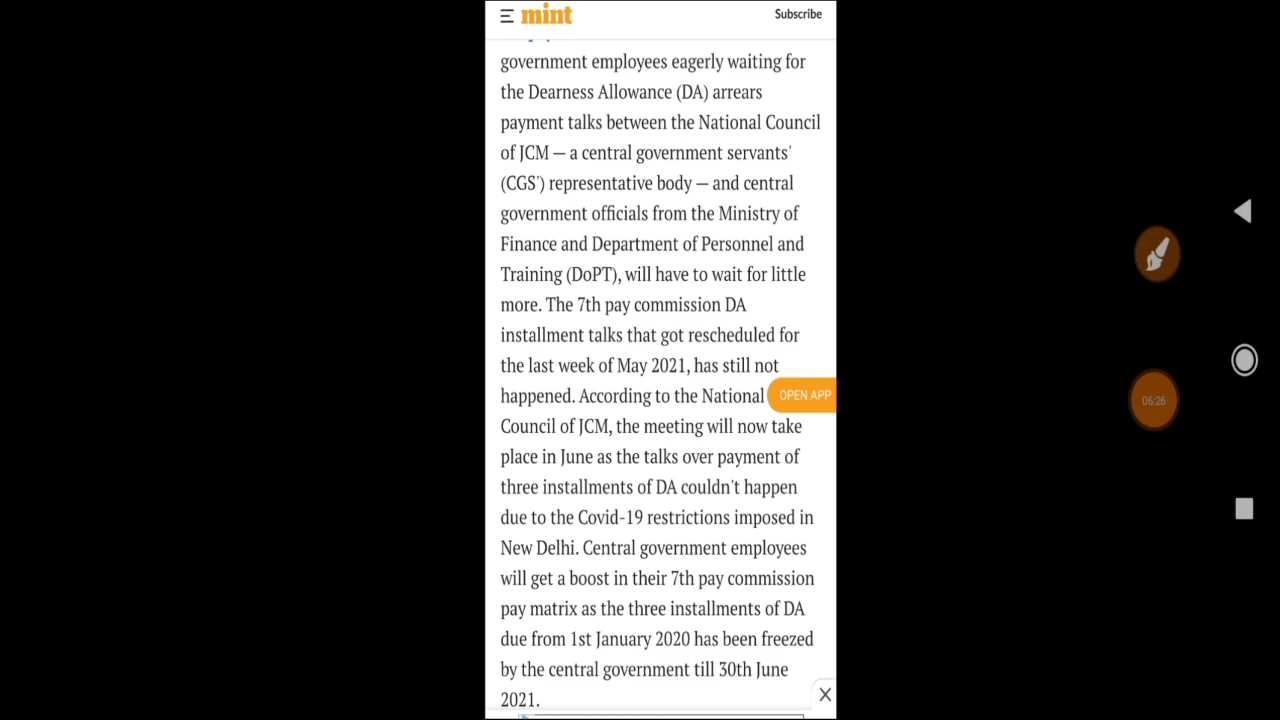 mint
Subscribe
government employees eagerly waiting for
the Dearness Allowance (DA) arrears
payment talks between the National Council
of JCM — a central government servants'
(CGS') representative body — and central
government officials from the Ministry of
Finance and Department of Personnel and
Training (DoPT), will have to wait for little
more. The 7th pay commission DA
installment talks that got rescheduled for
the last week of May 2021, has still not
happened. According to the National
OPEN APP
Council of JCM, the meeting will now take
place in June as the talks over payment of
three installments of DA couldn't happen
due to the Covid-19 restrictions imposed in
New Delhi. Central government employees
will get a boost in their 7th pay commission
pay matrix as the three installments of DA
due from 1st January 2020 has been freezed
by the central government till 30th June
2021.
06:26